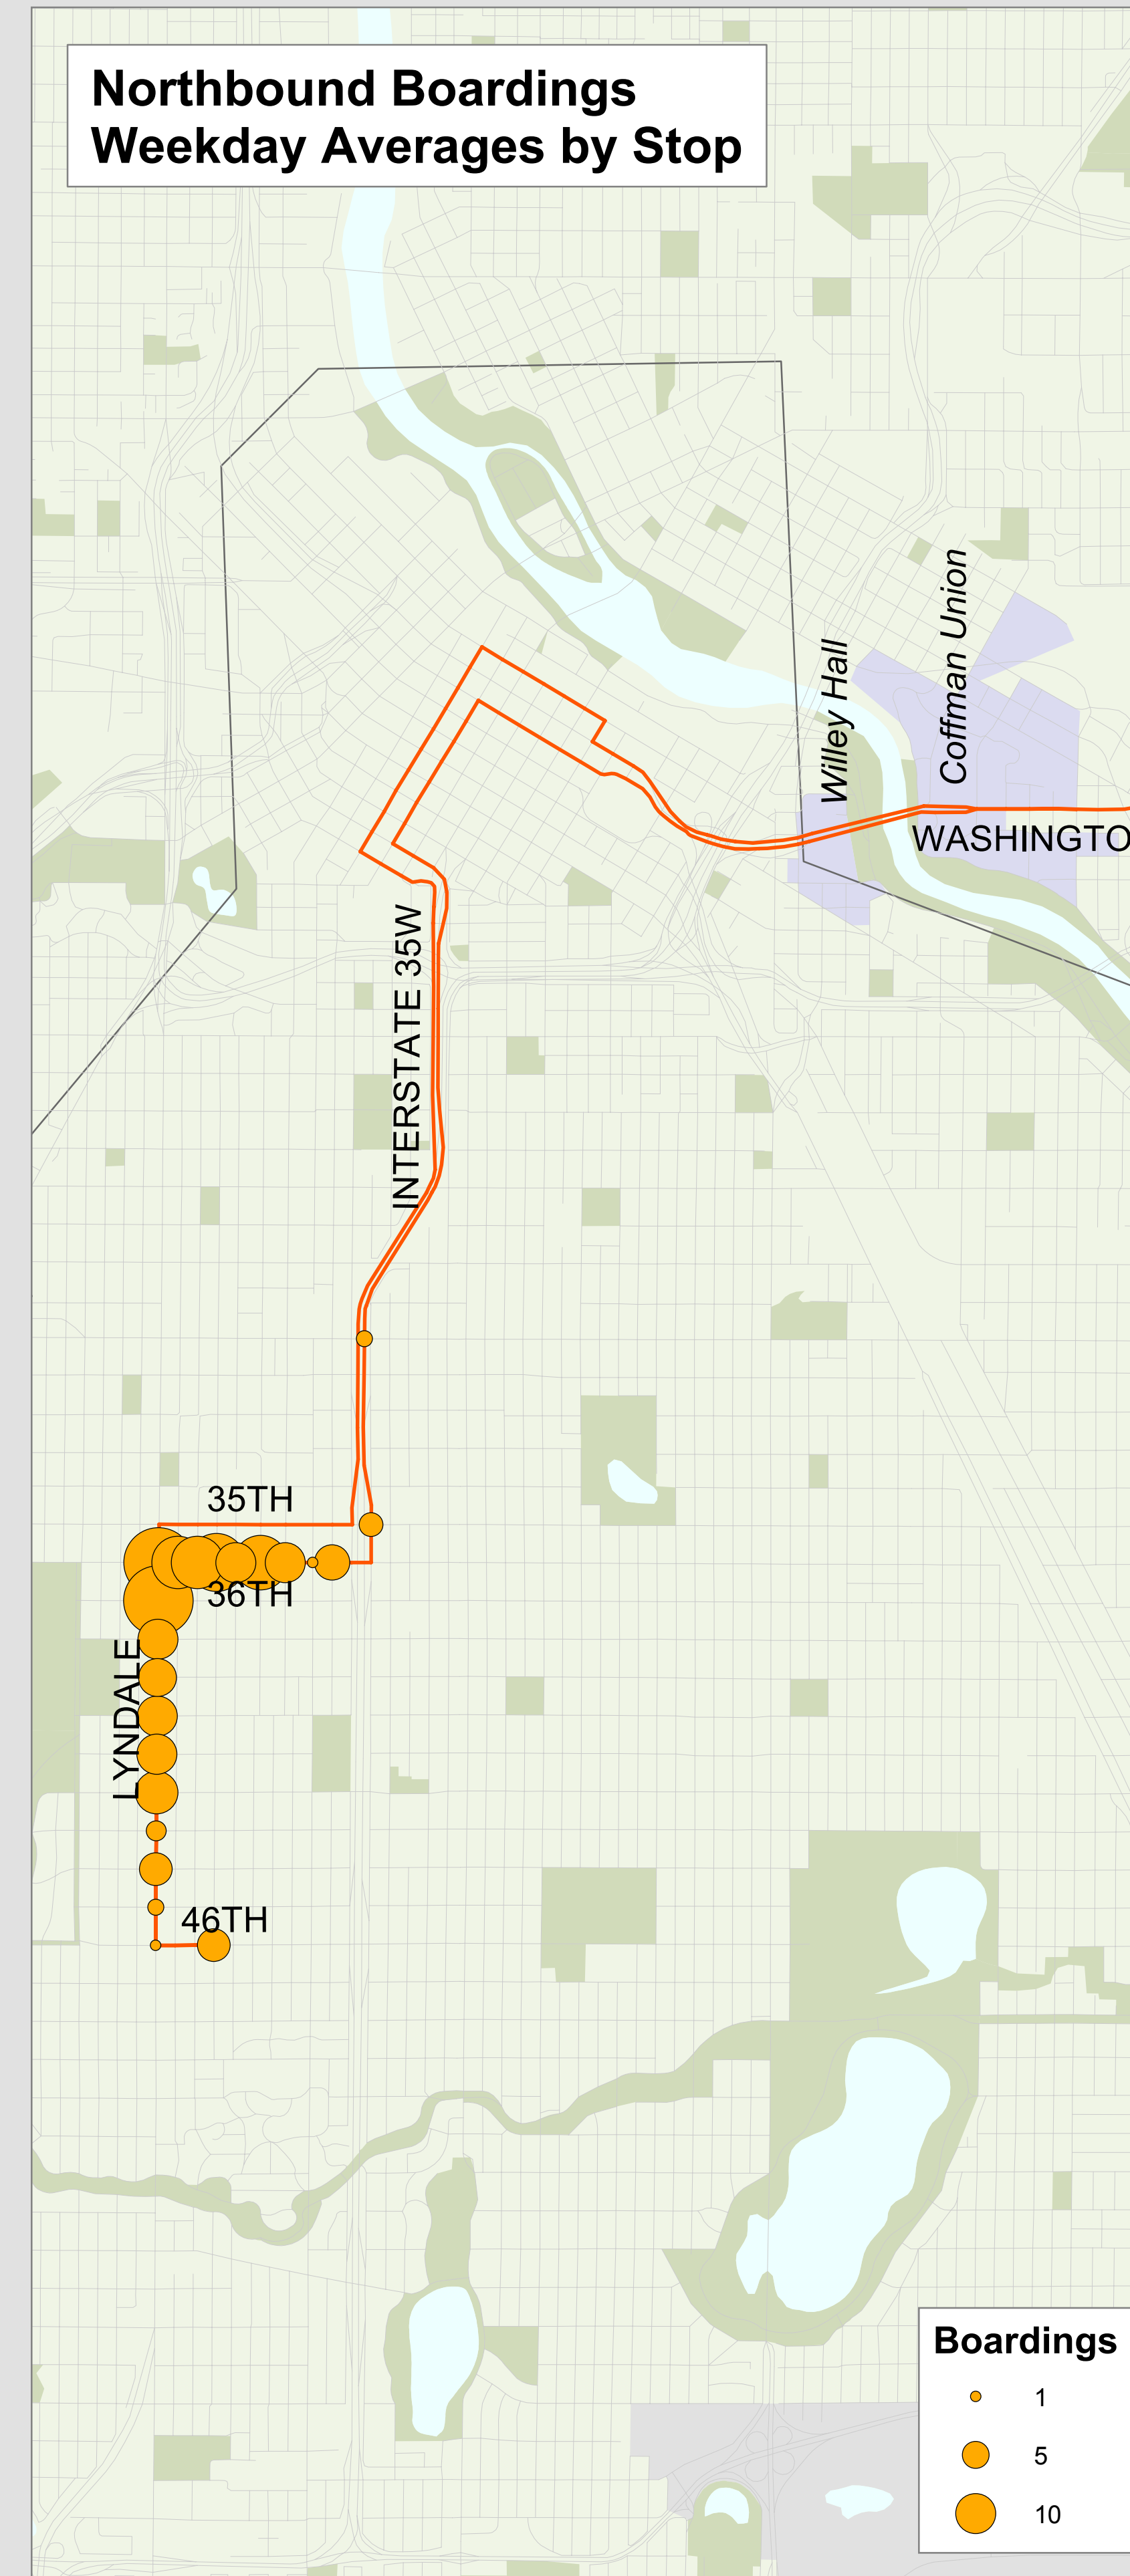 Northbound Boardings
Weekday Averages by Stop
Willey Hall
Coffman Union
WASHINGTO
INTERSTATE 35W
35TH
36TH
LYNDALE
46TH
Boardings
1
5
10